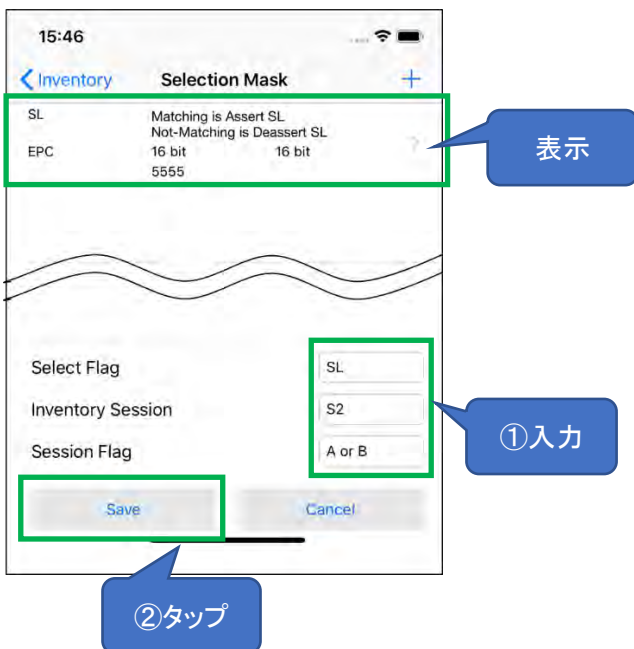 15:46
Inventory Selection Mask +
SL Matching is Assert SL
Not-Matching is Deassert SL
EPC 16 bit 16 bit
5555
表示
Select Flag SL
Inventory Session S2
Session Flag A or B
①入力
Save Cancel
②タップ